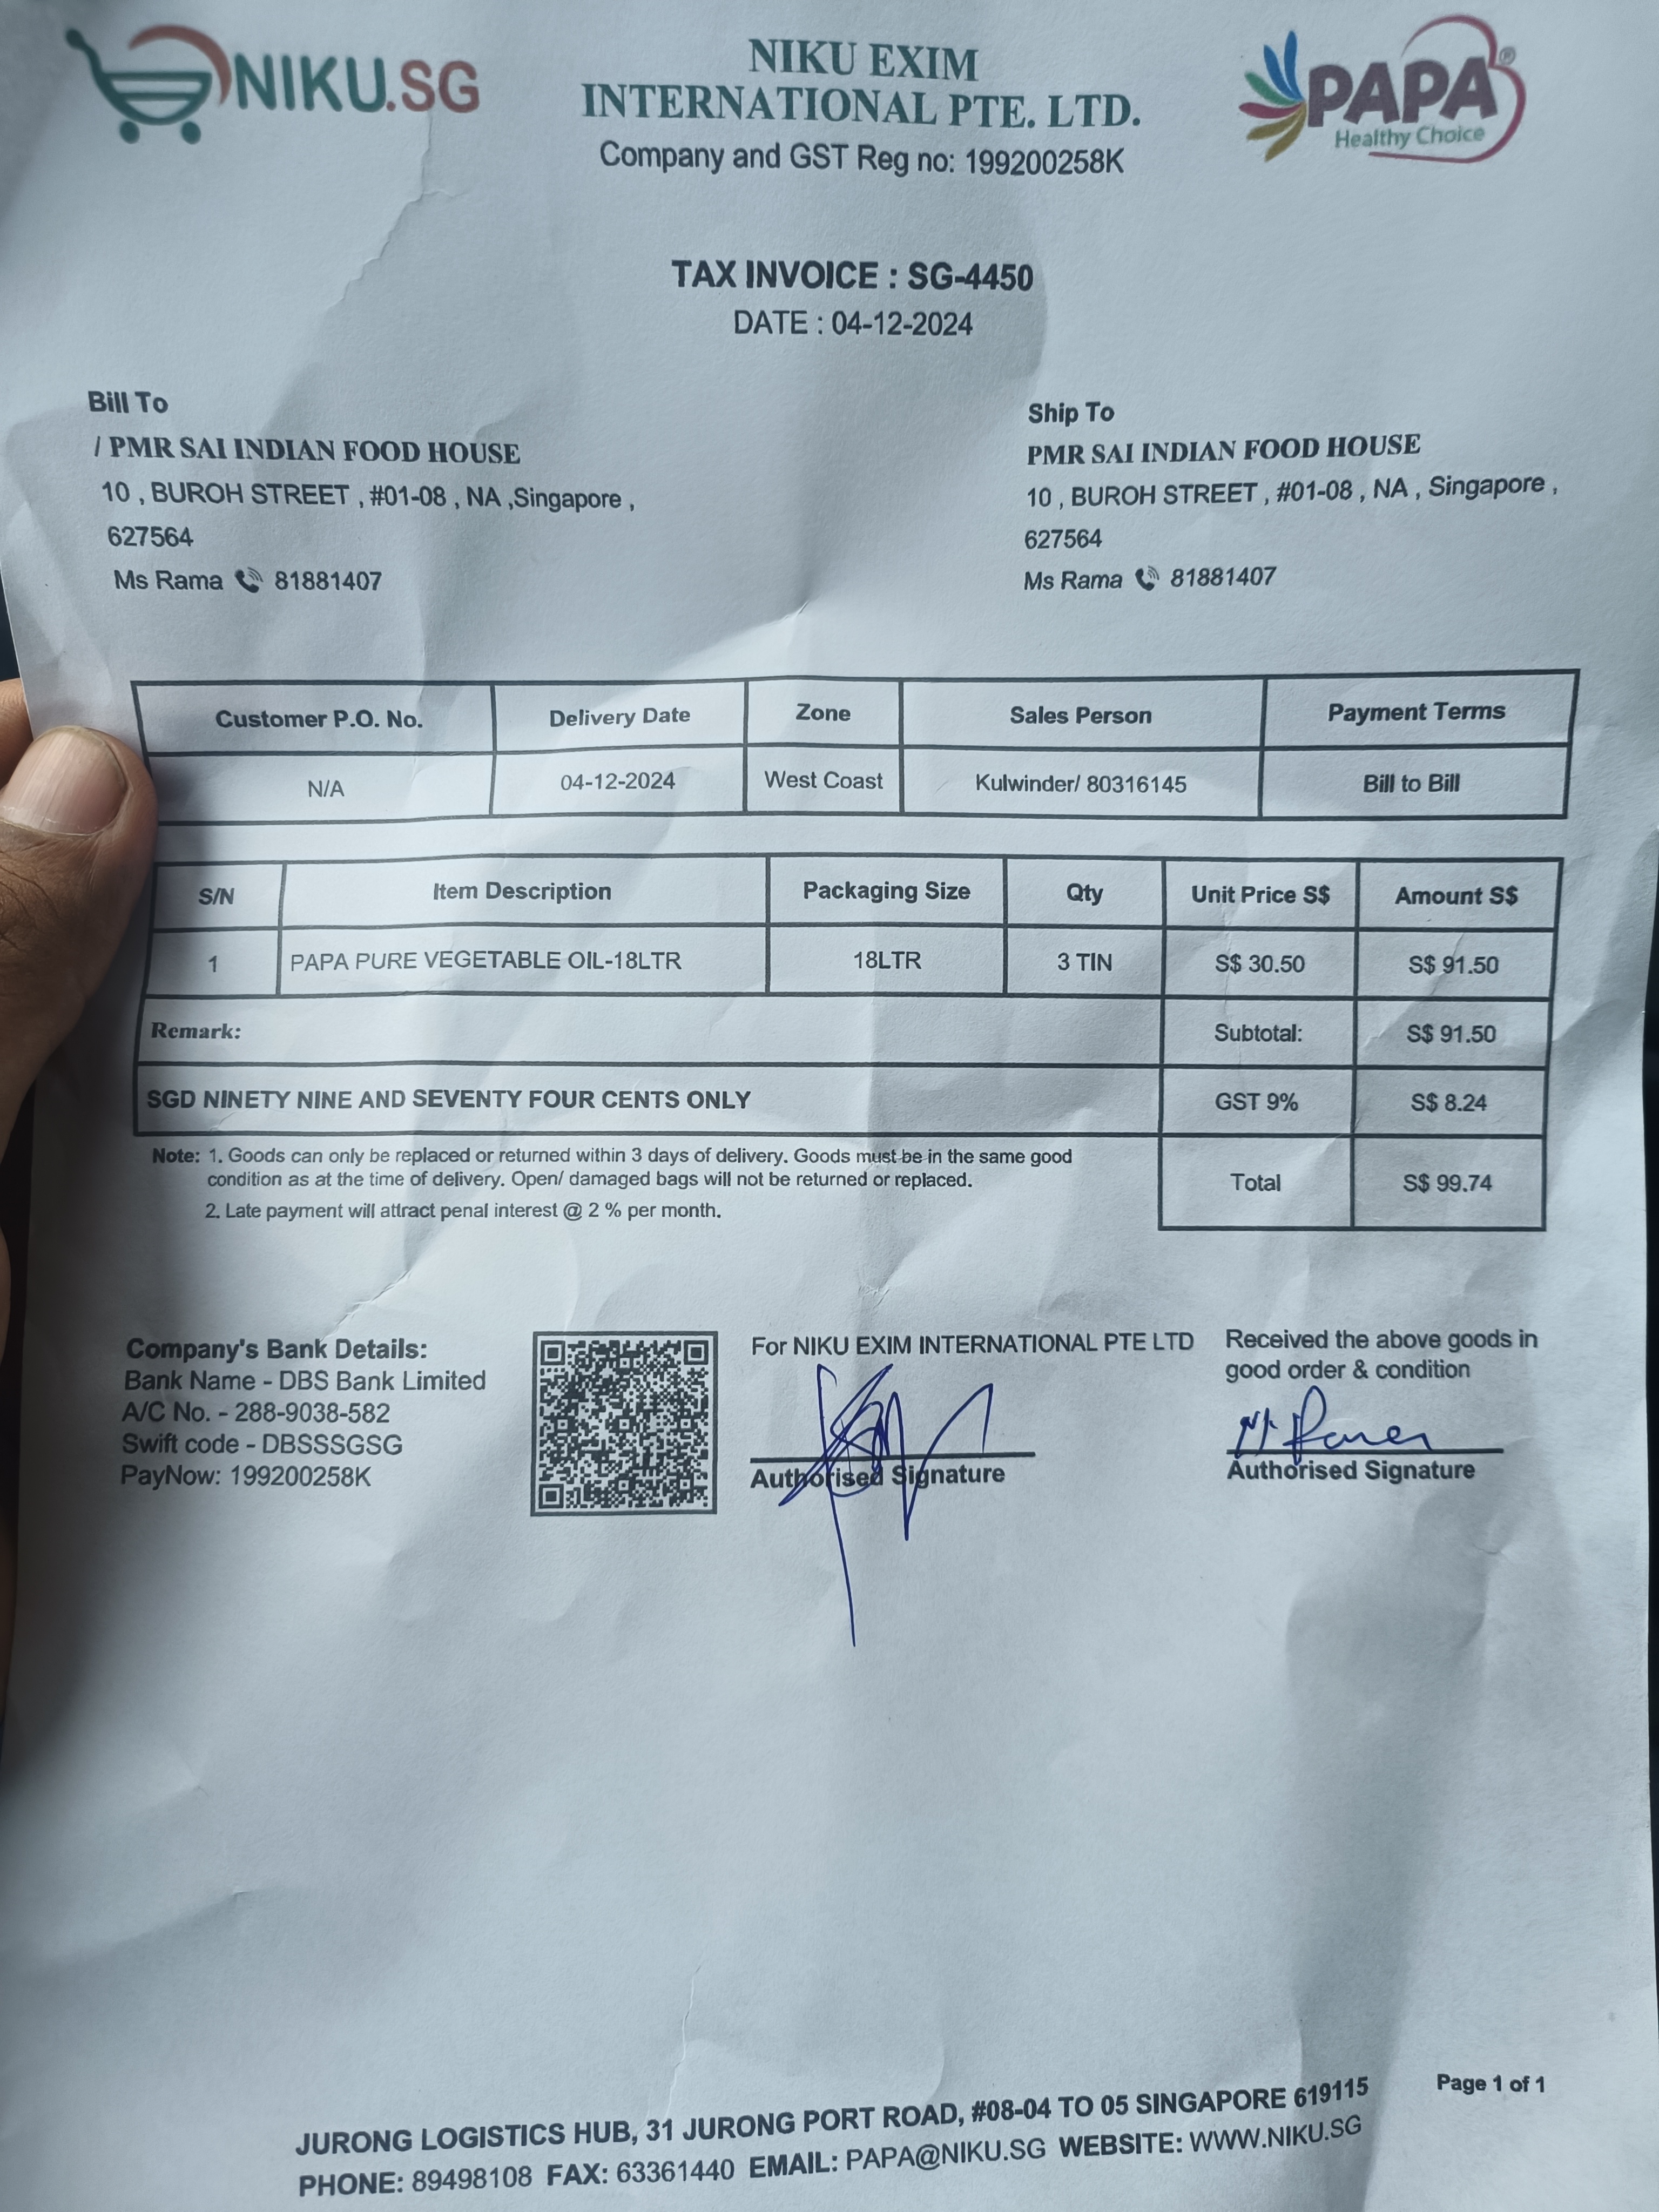 NIKU.SG
NIKU EXIM
INTERNATIONAL PTE. LTD.
Company and GST Reg no: 199200258K
PAPA®
Healthy Choice
TAX INVOICE : SG-4450
DATE : 04-12-2024
Bill To
/ PMR SAI INDIAN FOOD HOUSE
10 , BUROH STREET , #01-08 , NA ,Singapore ,
627564
Ms Rama 81881407
Ship To
PMR SAI INDIAN FOOD HOUSE
10 , BUROH STREET , #01-08 , NA , Singapore ,
627564
Ms Rama 81881407
Customer P.O. No. Delivery Date Zone Sales Person Payment Terms
N/A 04-12-2024 West Coast Kulwinder/ 80316145 Bill to Bill
S/N Item Description Packaging Size Qty Unit Price S$ Amount S$
1 PAPA PURE VEGETABLE OIL-18LTR 18LTR 3 TIN S$ 30.50 S$ 91.50
Remark: Subtotal: S$ 91.50
SGD NINETY NINE AND SEVENTY FOUR CENTS ONLY GST 9% S$ 8.24
Note: 1. Goods can only be replaced or returned within 3 days of delivery. Goods must be in the same good
condition as at the time of delivery. Open/ damaged bags will not be returned or replaced.
2. Late payment will attract penal interest @ 2 % per month.
Total S$ 99.74
Company's Bank Details:
Bank Name - DBS Bank Limited
A/C No. - 288-9038-582
Swift code - DBSSSGSG
PayNow: 199200258K
For NIKU EXIM INTERNATIONAL PTE LTD
Authorised Signature
Received the above goods in
good order & condition
Authorised Signature
Page 1 of 1
JURONG LOGISTICS HUB, 31 JURONG PORT ROAD, #08-04 TO 05 SINGAPORE 619115
PHONE: 89498108 FAX: 63361440 EMAIL: PAPA@NIKU.SG WEBSITE: WWW.NIKU.SG